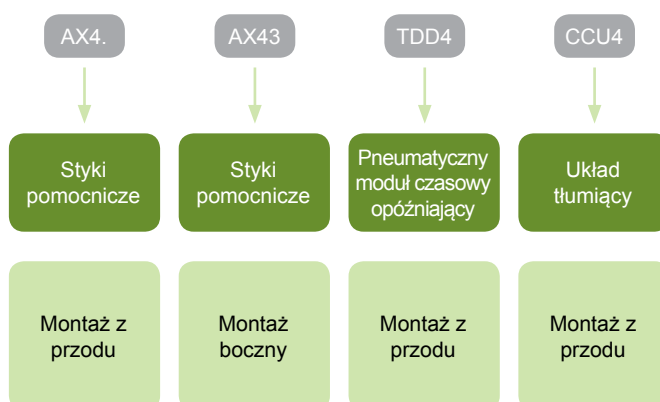 AX4.
AX43
TDD4
CCU4
Styki
pomocnicze
Styki
pomocnicze
Pneumatyczny
moduł czasowy
opóźniający
Układ
tłumiący
Montaż z
przodu
Montaż
boczny
Montaż z
przodu
Montaż z
przodu